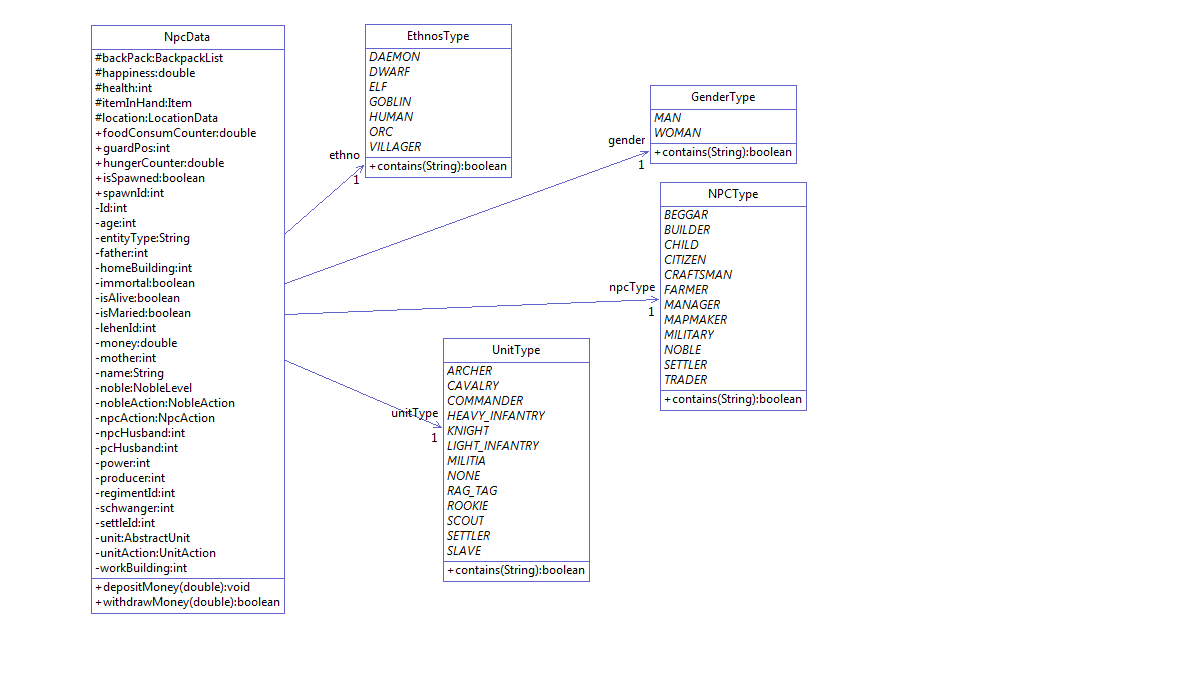 NpcData
#backPack:BackpackList
#happiness:double
#health:int
#itemInHand:Item
#location:LocationData
+foodConsumCounter:double
+guardPos:int
+hungerCounter:double
+isSpawned:boolean
+spawnId:int
-Id:int
-age:int
-entityType:String
-father:int
-homeBuilding:int
-immortal:boolean
-isAlive:boolean
-isMaried:boolean
-lehenId:int
-money:double
-mother:int
-name:String
-noble:NobleLevel
-nobleAction:NobleAction
-npcAction:NpcAction
-npcHusband:int
-pcHusband:int
-power:int
-producer:int
-regimentId:int
-schwanger:int
-settleId:int
-unit:AbstractUnit
-unitAction:UnitAction
-workBuilding:int
+depositMoney(double):void
+withdrawMoney(double):boolean
ethno
1
EthnosType
DAEMON
DWARF
ELF
GOBLIN
HUMAN
ORC
VILLAGER
+contains(String):boolean
gender
1
GenderType
MAN
WOMAN
+contains(String):boolean
npcType
1
NPCType
BEGGAR
BUILDER
CHILD
CITIZEN
CRAFTSMAN
FARMER
MANAGER
MAPMAKER
MILITARY
NOBLE
SETTLER
TRADER
+contains(String):boolean
unitType
1
UnitType
ARCHER
CAVALRY
COMMANDER
HEAVY_INFANTRY
KNIGHT
LIGHT_INFANTRY
MILITIA
NONE
RAG_TAG
ROOKIE
SCOUT
SETTLER
SLAVE
+contains(String):boolean